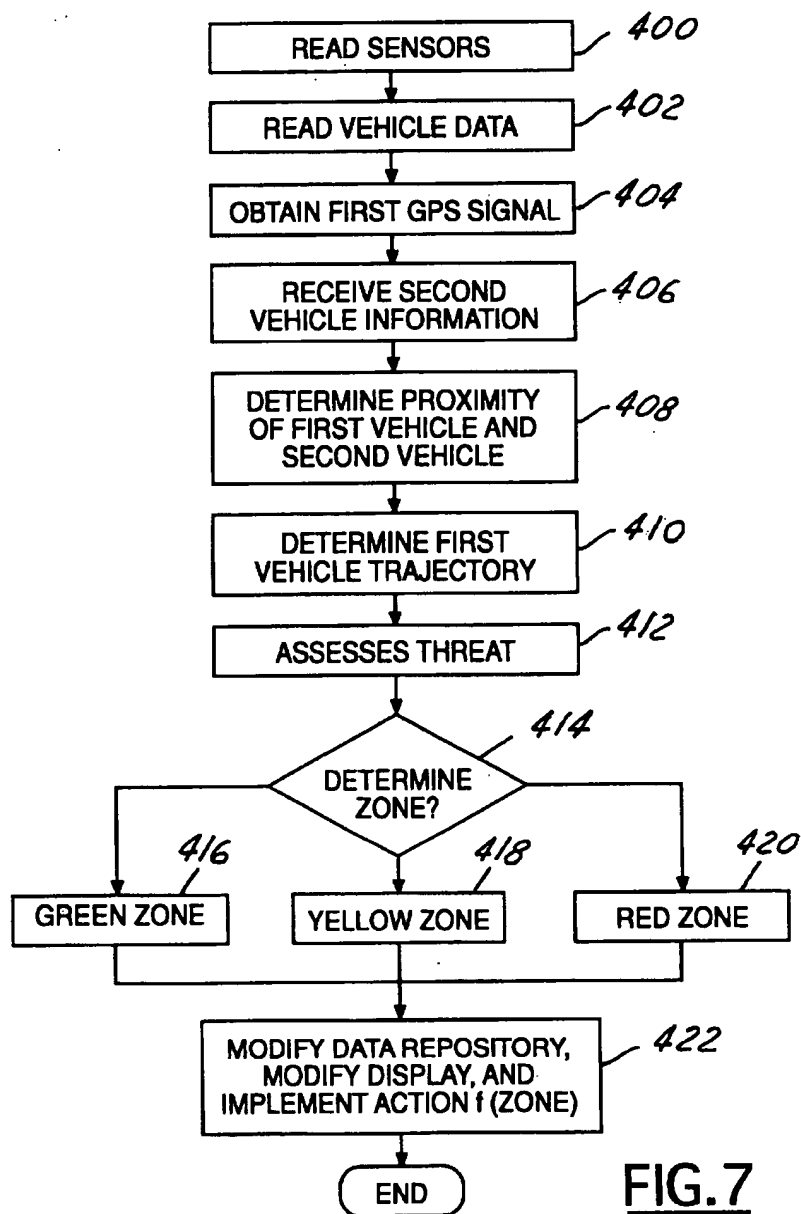 READ SENSORS
400
READ VEHICLE DATA
402
OBTAIN FIRST GPS SIGNAL
404
RECEIVE SECOND
VEHICLE INFORMATION
406
DETERMINE PROXIMITY
OF FIRST VEHICLE AND
SECOND VEHICLE
408
DETERMINE FIRST
VEHICLE TRAJECTORY
410
ASSESSES THREAT
412
DETERMINE
ZONE?
414
GREEN ZONE
416
YELLOW ZONE
418
RED ZONE
420
MODIFY DATA REPOSITORY,
MODIFY DISPLAY, AND
IMPLEMENT ACTION f (ZONE)
422
END
FIG.7